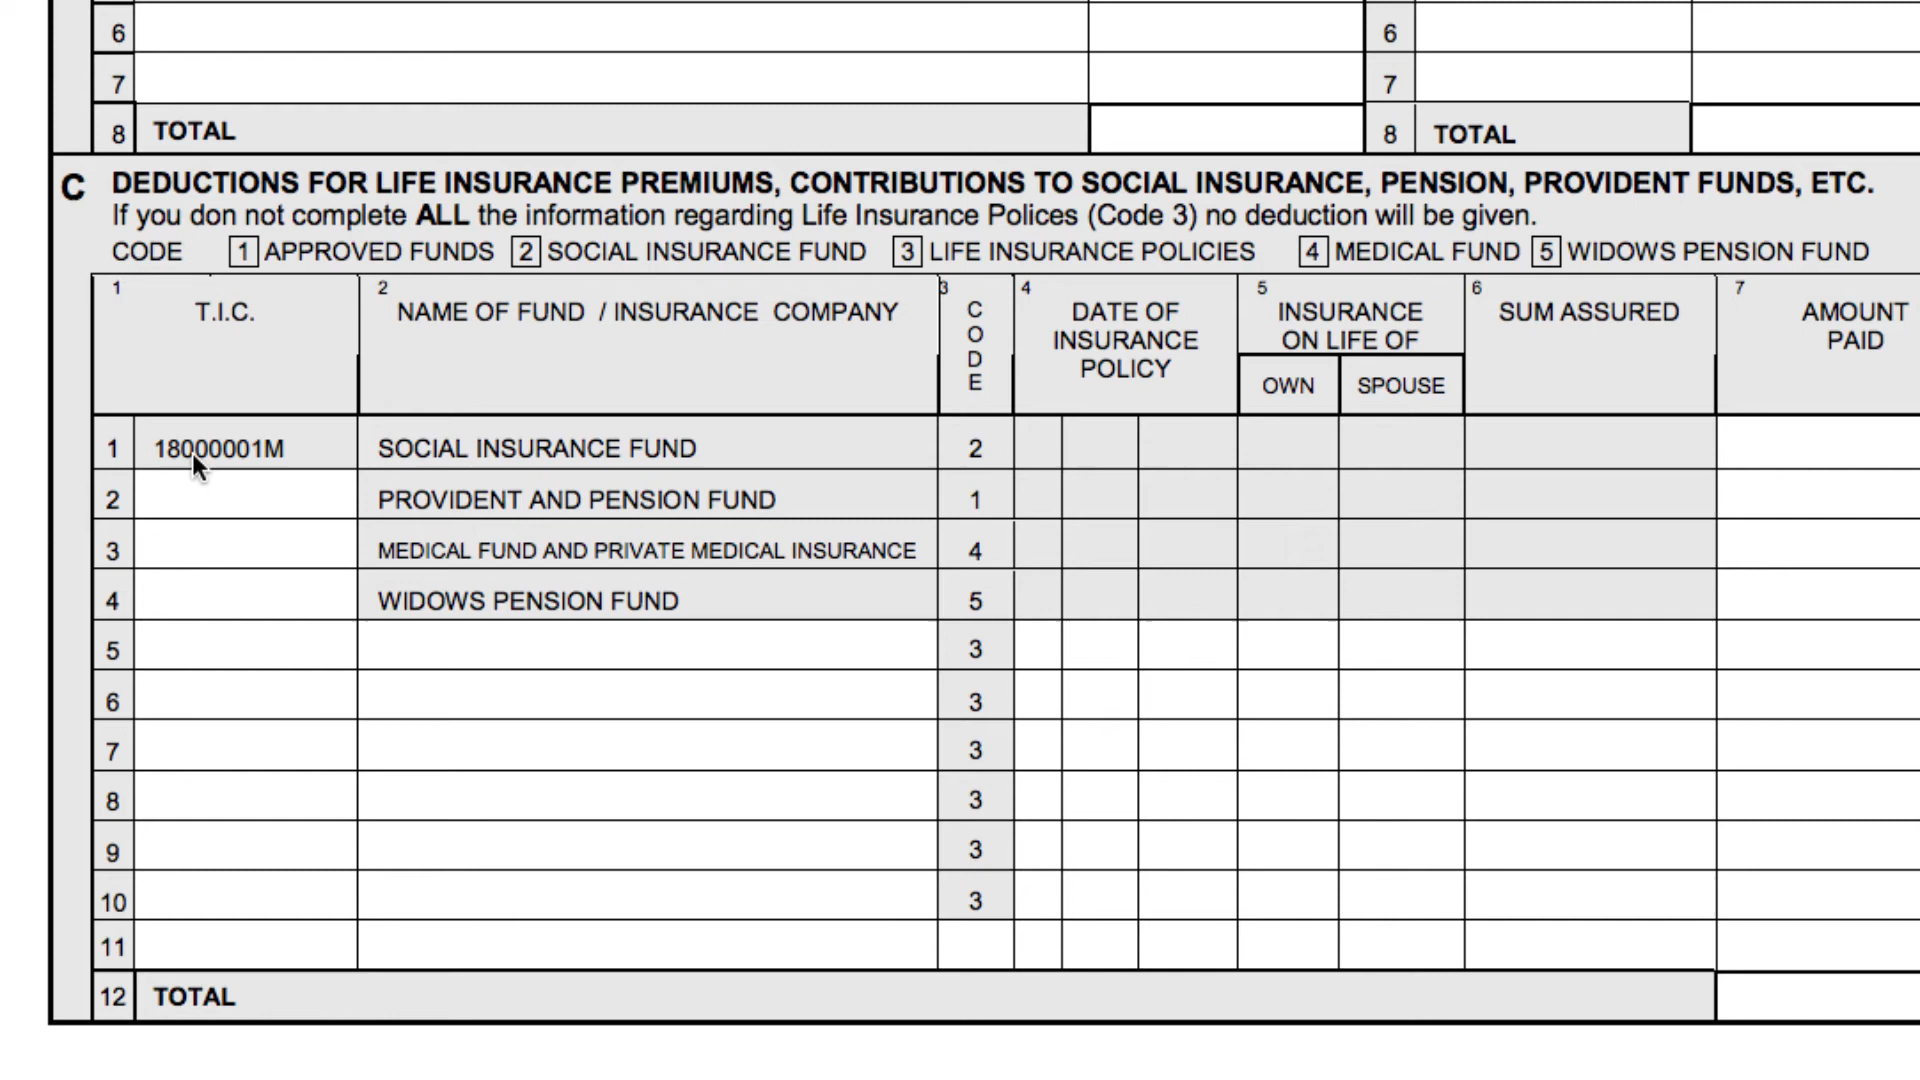 6 6
7 7
8 TOTAL 8 TOTAL
C DEDUCTIONS FOR LIFE INSURANCE PREMIUMS, CONTRIBUTIONS TO SOCIAL INSURANCE, PENSION, PROVIDENT FUNDS, ETC.
If you don not complete ALL the information regarding Life Insurance Polices (Code 3) no deduction will be given.
CODE 1 APPROVED FUNDS 2 SOCIAL INSURANCE FUND 3 LIFE INSURANCE POLICIES 4 MEDICAL FUND 5 WIDOWS PENSION FUND
1 T.I.C.
2 NAME OF FUND / INSURANCE COMPANY
3 CODE
4 DATE OF
INSURANCE
POLICY
5 INSURANCE
ON LIFE OF
OWN SPOUSE
6 SUM ASSURED
7 AMOUNT
PAID
1 18000001M SOCIAL INSURANCE FUND 2
2 PROVIDENT AND PENSION FUND 1
3 MEDICAL FUND AND PRIVATE MEDICAL INSURANCE 4
4 WIDOWS PENSION FUND 5
5 3
6 3
7 3
8 3
9 3
10 3
11
12 TOTAL